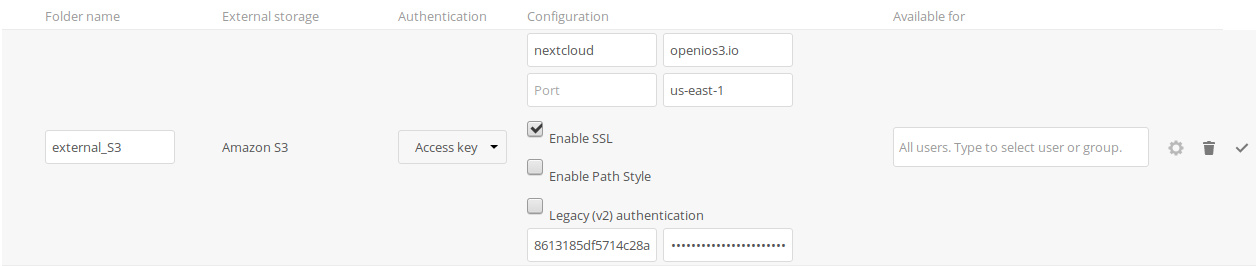 Folder name External storage Authentication Configuration Available for
nextcloud openios3.io
Port us-east-1
Enable SSL
external_S3 Amazon S3 Access key All users. Type to select user or group.
Enable Path Style
Legacy (v2) authentication
8613185df5714c28a •••••••••••••••••••••••